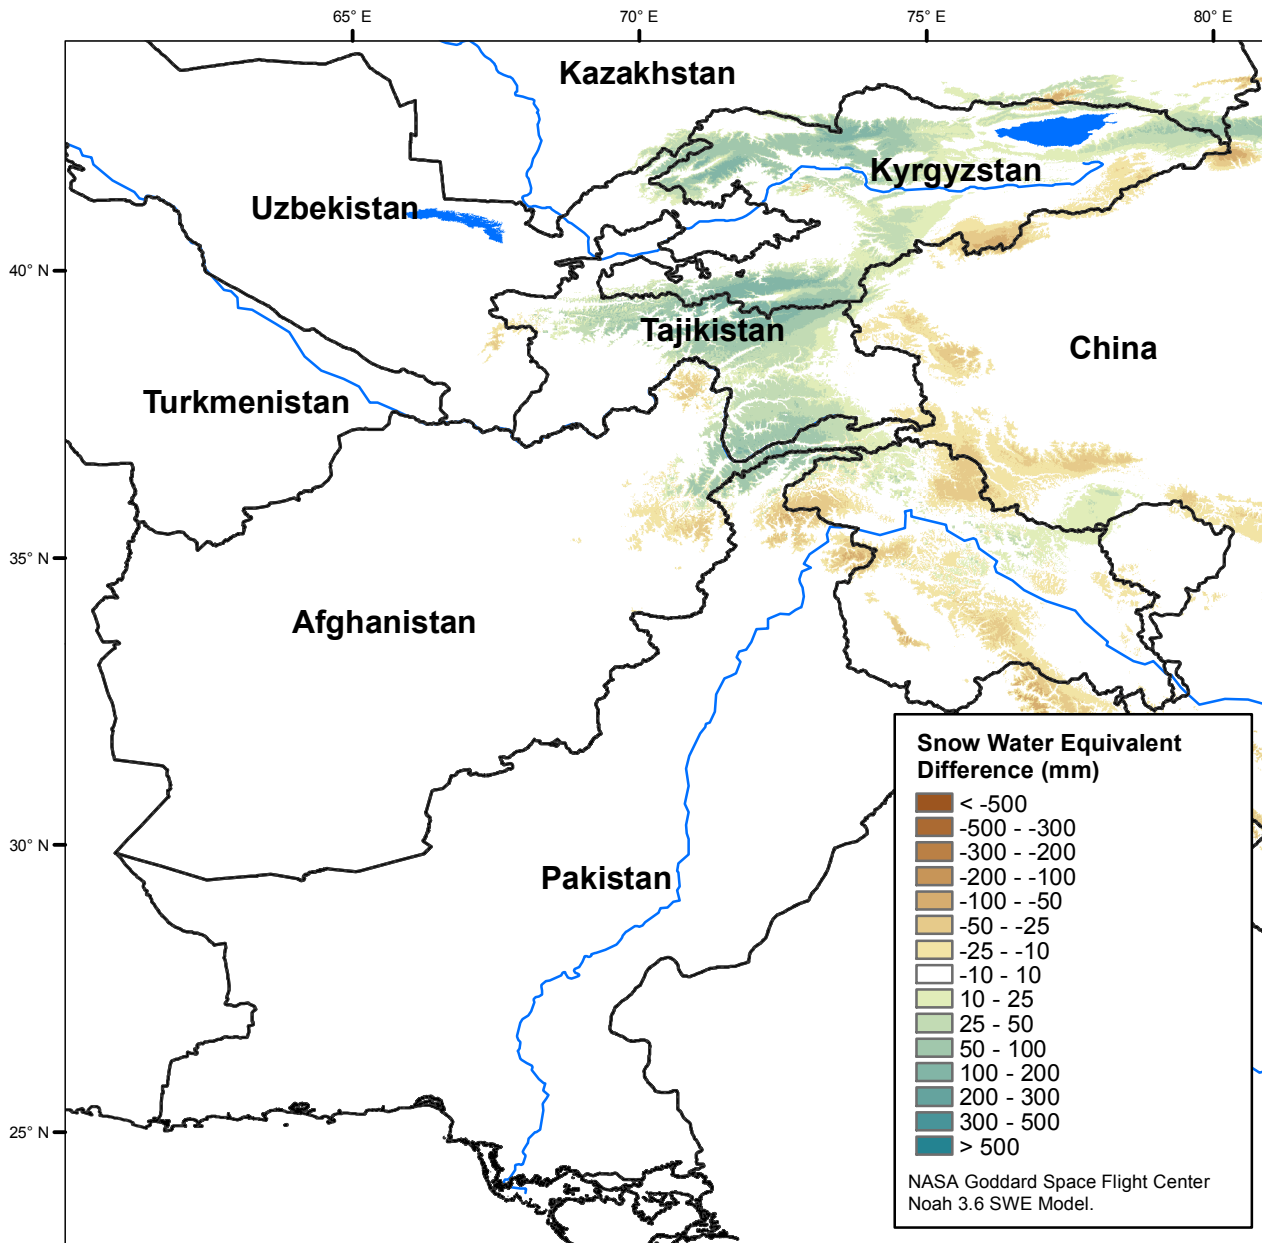 65° E
70° E
75° E
80° E
Kazakhstan
Kyrgyzstan
Uzbekistan
40° N
Tajikistan
China
Turkmenistan
35° N
Afghanistan
30° N
Pakistan
25° N
Snow Water Equivalent
Difference (mm)
< -500
-500 - -300
-300 - -200
-200 - -100
-100 - -50
-50 - -25
-25 - -10
-10 - 10
10 - 25
25 - 50
50 - 100
100 - 200
200 - 300
300 - 500
> 500
NASA Goddard Space Flight Center
Noah 3.6 SWE Model.